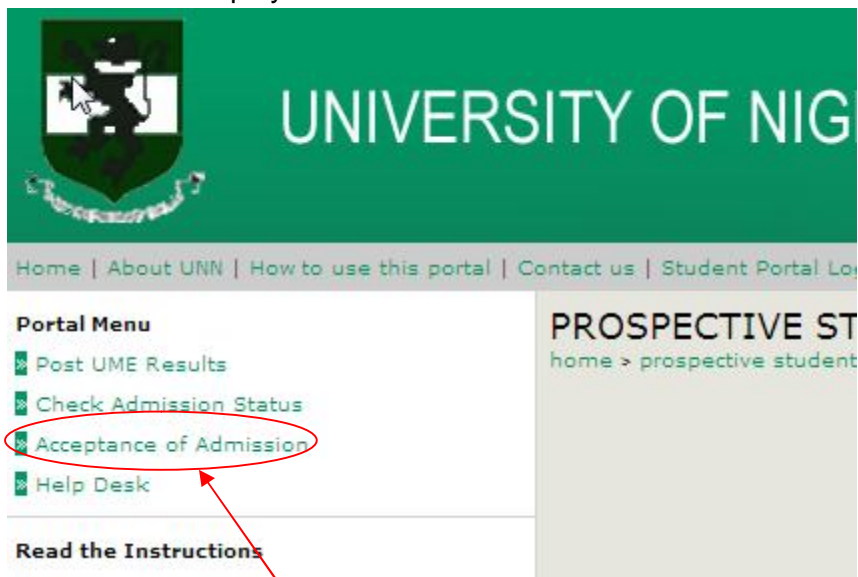 UNIVERSITY OF NIG
Home | About UNN | How to use this portal | Contact us | Student Portal Lo
Portal Menu
Post UME Results
Check Admission Status
Acceptance of Admission
Help Desk
Read the Instructions
PROSPECTIVE ST
home > prospective student